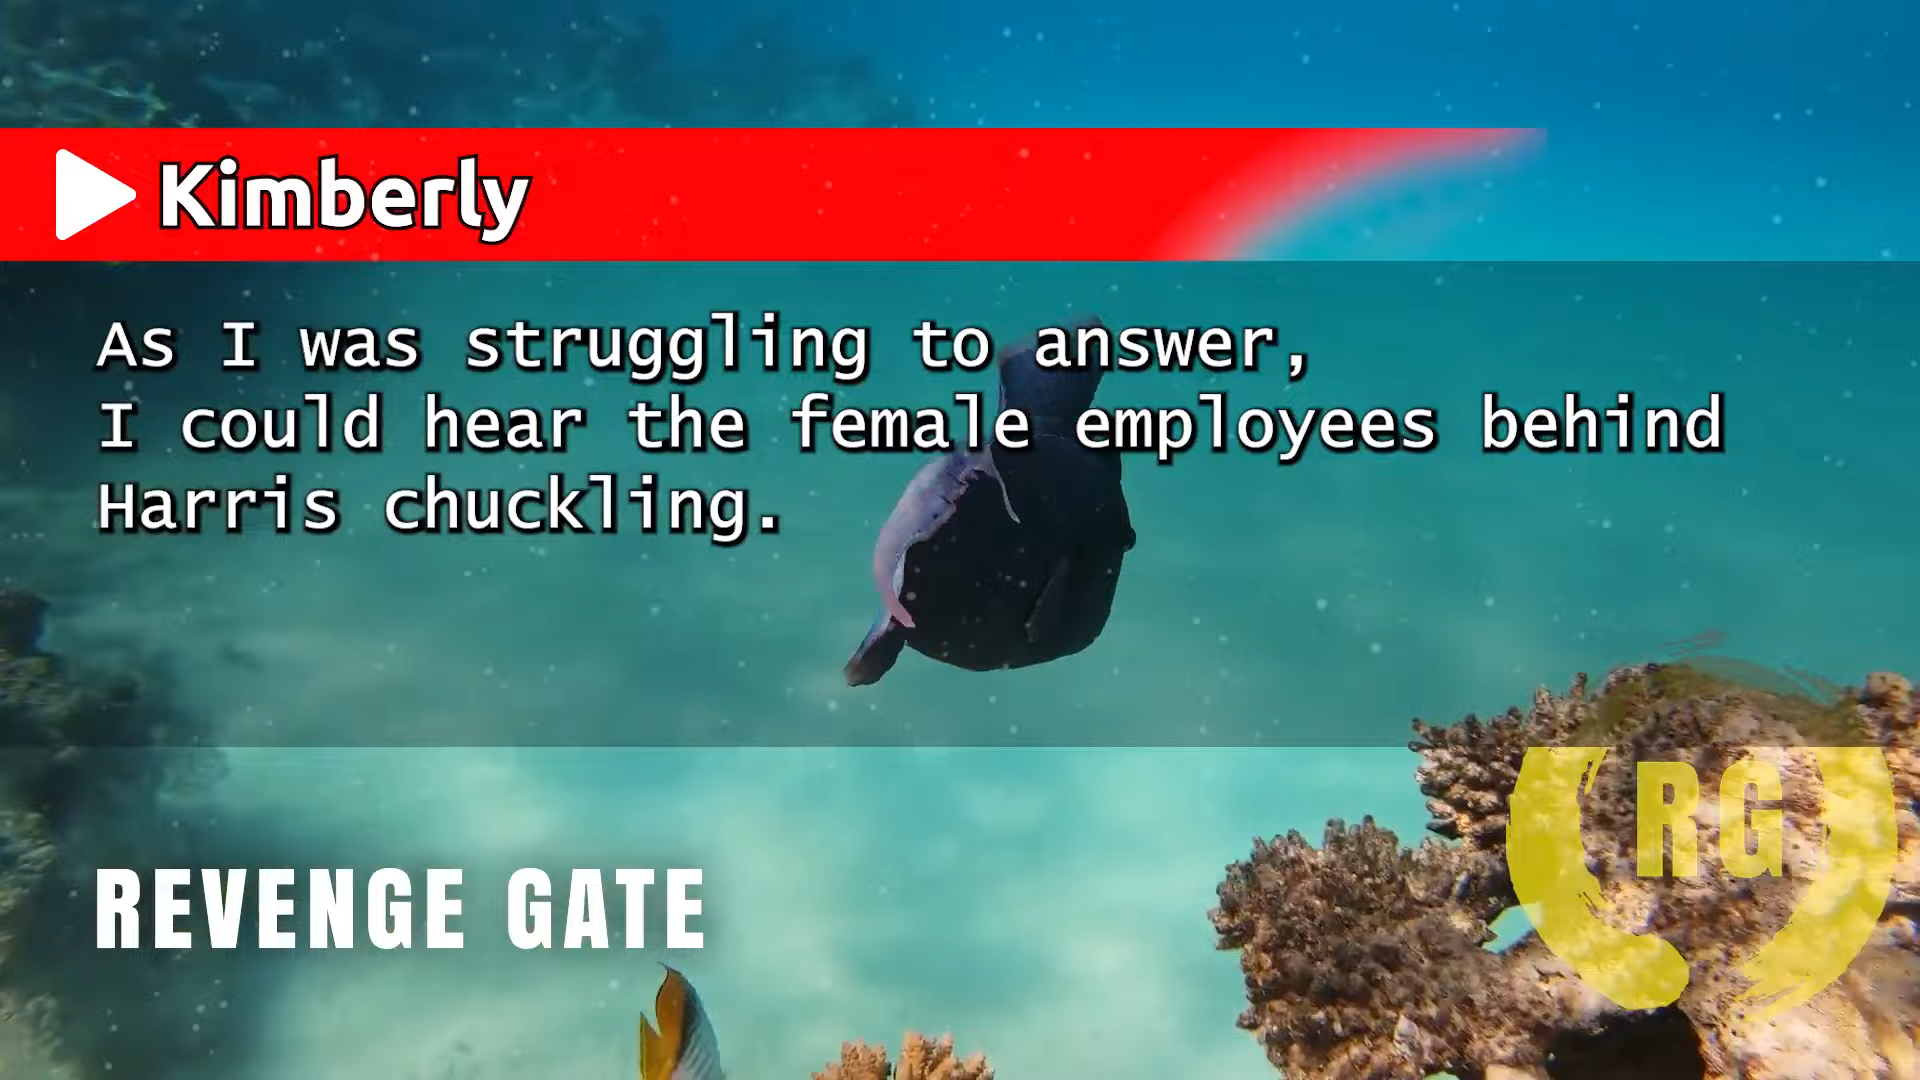 Kimberly
As I was struggling to answer,
I could hear the female employees behind
Harris chuckling.
RG
REVENGE GATE